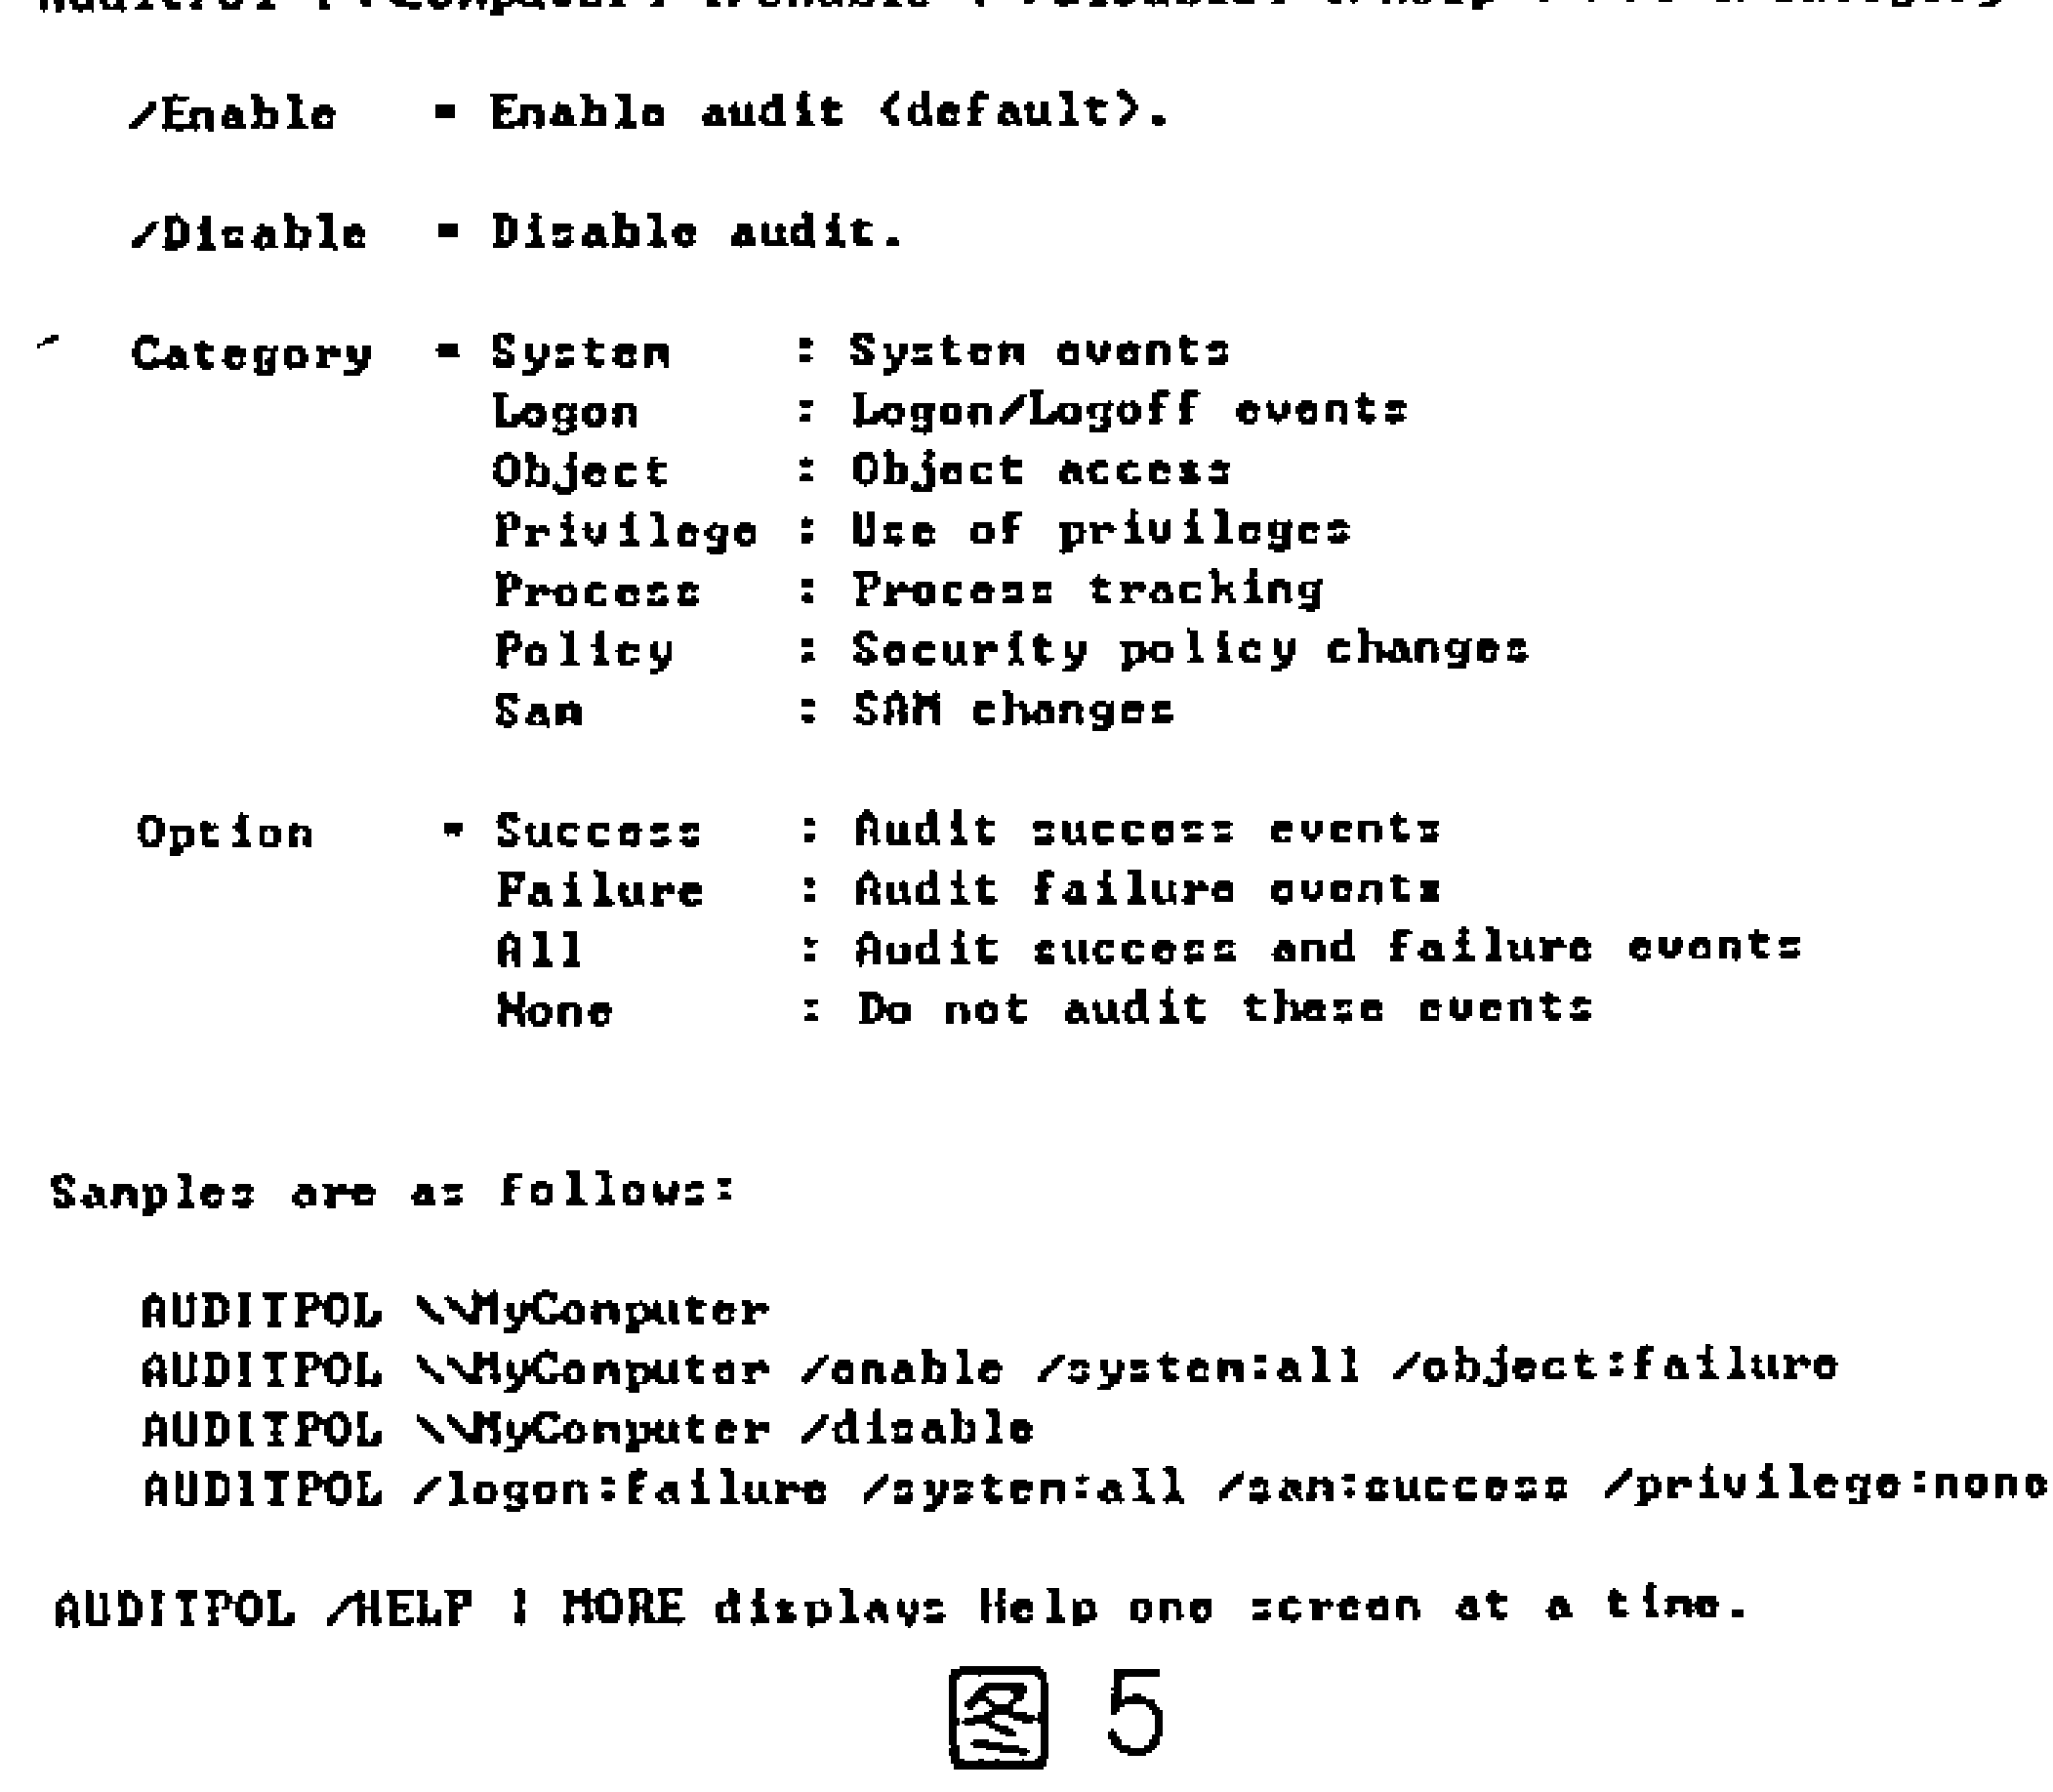 /Enable = Enable audit (default).
/Disable = Disable audit.
Category = System : System events
Logon : Logon/Logoff events
Object : Object access
Privilege : Use of privileges
Process : Process tracking
Policy : Security policy changes
Sam : SAM changes
Option = Success : Audit success events
Failure : Audit failure events
All : Audit success and failure events
None : Do not audit these events
Samples are as follows:
AUDITPOL \\MyComputer
AUDITPOL \\MyComputer /enable /system:all /object:failure
AUDITPOL \\MyComputer /disable
AUDITPOL /logon:failure /system:all /sam:success /privilege:none
AUDITPOL /HELP | MORE displays Help one screen at a time.
图 5